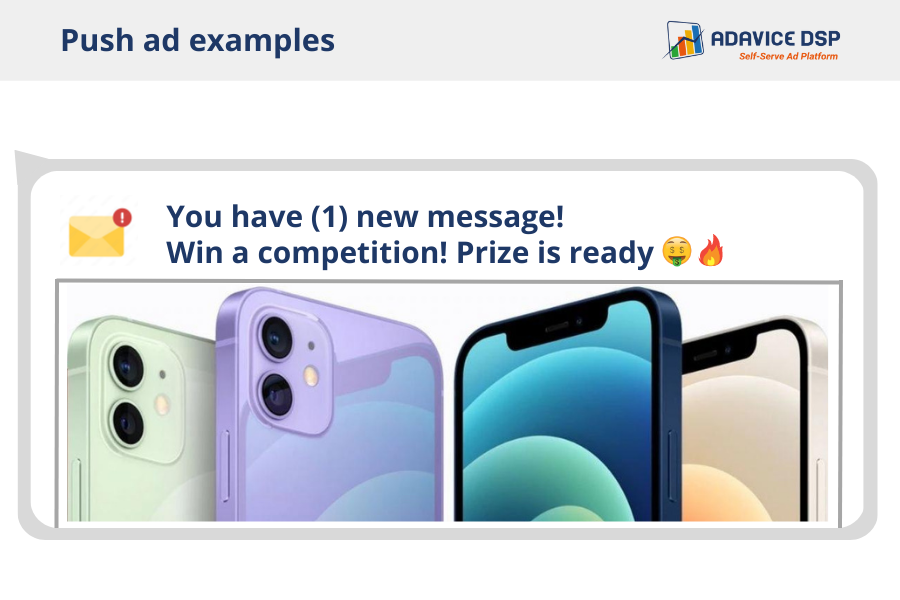 Push ad examples
ADAVICE DSP
Self-Serve Ad Platform
You have (1) new message!
Win a competition! Prize is ready 🤑🔥